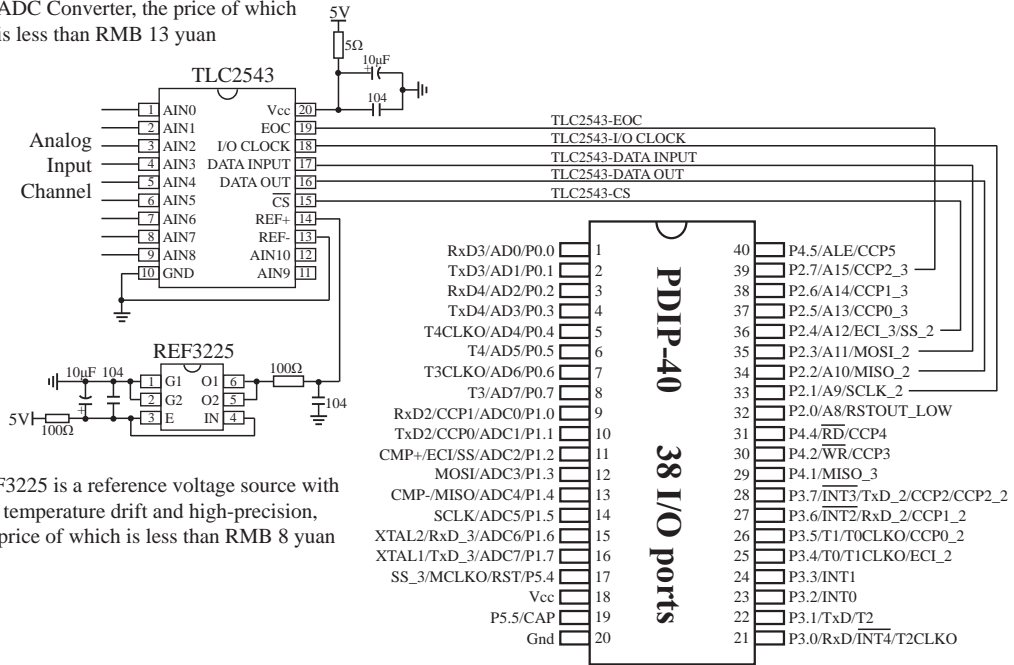 ADC Converter, the price of which
is less than RMB 13 yuan
5V
5Ω
10μF
+
104
TLC2543
1 AIN0 Vcc 20
2 AIN1 EOC 19
3 AIN2 I/O CLOCK 18
4 AIN3 DATA INPUT 17
5 AIN4 DATA OUT 16
6 AIN5 CS 15
7 AIN6 REF+ 14
8 AIN7 REF- 13
9 AIN8 AIN10 12
10 GND AIN9 11
Analog
Input
Channel
TLC2543-EOC
TLC2543-I/O CLOCK
TLC2543-DATA INPUT
TLC2543-DATA OUT
TLC2543-CS
REF3225
10μF 104
+
1 G1 O1 6
2 G2 O2 5
3 E IN 4
100Ω
104
5V
100Ω
F3225 is a reference voltage source with
temperature drift and high-precision,
price of which is less than RMB 8 yuan
PDIP-40 38 I/O ports
RxD3/AD0/P0.0 1 40 P4.5/ALE/CCP5
TxD3/AD1/P0.1 2 39 P2.7/A15/CCP2_3
RxD4/AD2/P0.2 3 38 P2.6/A14/CCP1_3
TxD4/AD3/P0.3 4 37 P2.5/A13/CCP0_3
T4CLKO/AD4/P0.4 5 36 P2.4/A12/ECI_3/SS_2
T4/AD5/P0.5 6 35 P2.3/A11/MOSI_2
T3CLKO/AD6/P0.6 7 34 P2.2/A10/MISO_2
T3/AD7/P0.7 8 33 P2.1/A9/SCLK_2
RxD2/CCP1/ADC0/P1.0 9 32 P2.0/A8/RSTOUT_LOW
TxD2/CCP0/ADC1/P1.1 10 31 P4.4/RD/CCP4
CMP+/ECI/SS/ADC2/P1.2 11 30 P4.2/WR/CCP3
MOSI/ADC3/P1.3 12 29 P4.1/MISO_3
CMP-/MISO/ADC4/P1.4 13 28 P3.7/INT3/TxD_2/CCP2/CCP2_2
SCLK/ADC5/P1.5 14 27 P3.6/INT2/RxD_2/CCP1_2
XTAL2/RxD_3/ADC6/P1.6 15 26 P3.5/T1/T0CLKO/CCP0_2
XTAL1/TxD_3/ADC7/P1.7 16 25 P3.4/T0/T1CLKO/ECI_2
SS_3/MCLKO/RST/P5.4 17 24 P3.3/INT1
Vcc 18 23 P3.2/INT0
P5.5/CAP 19 22 P3.1/TxD/T2
Gnd 20 21 P3.0/RxD/INT4/T2CLKO